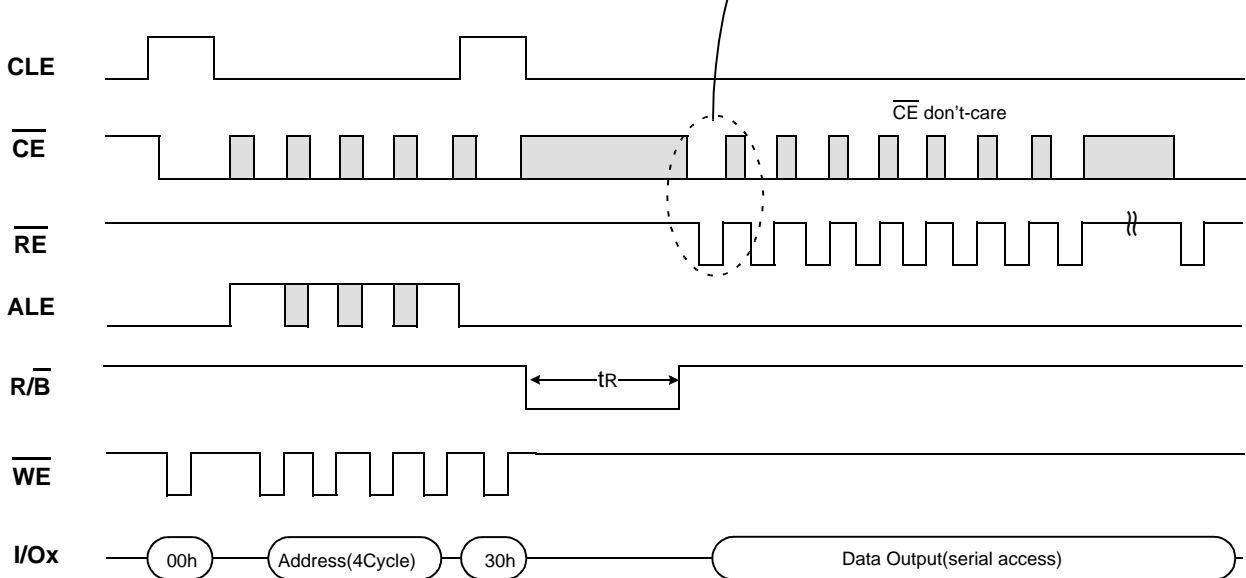 CLE
CE
CE don't-care
RE
ALE
R/B
tR
WE
I/Ox
00h
Address(4Cycle)
30h
Data Output(serial access)